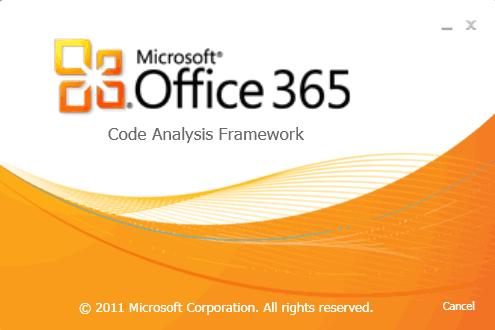 Microsoft®
Office 365
Code Analysis Framework
© 2011 Microsoft Corporation. All rights reserved.
Cancel